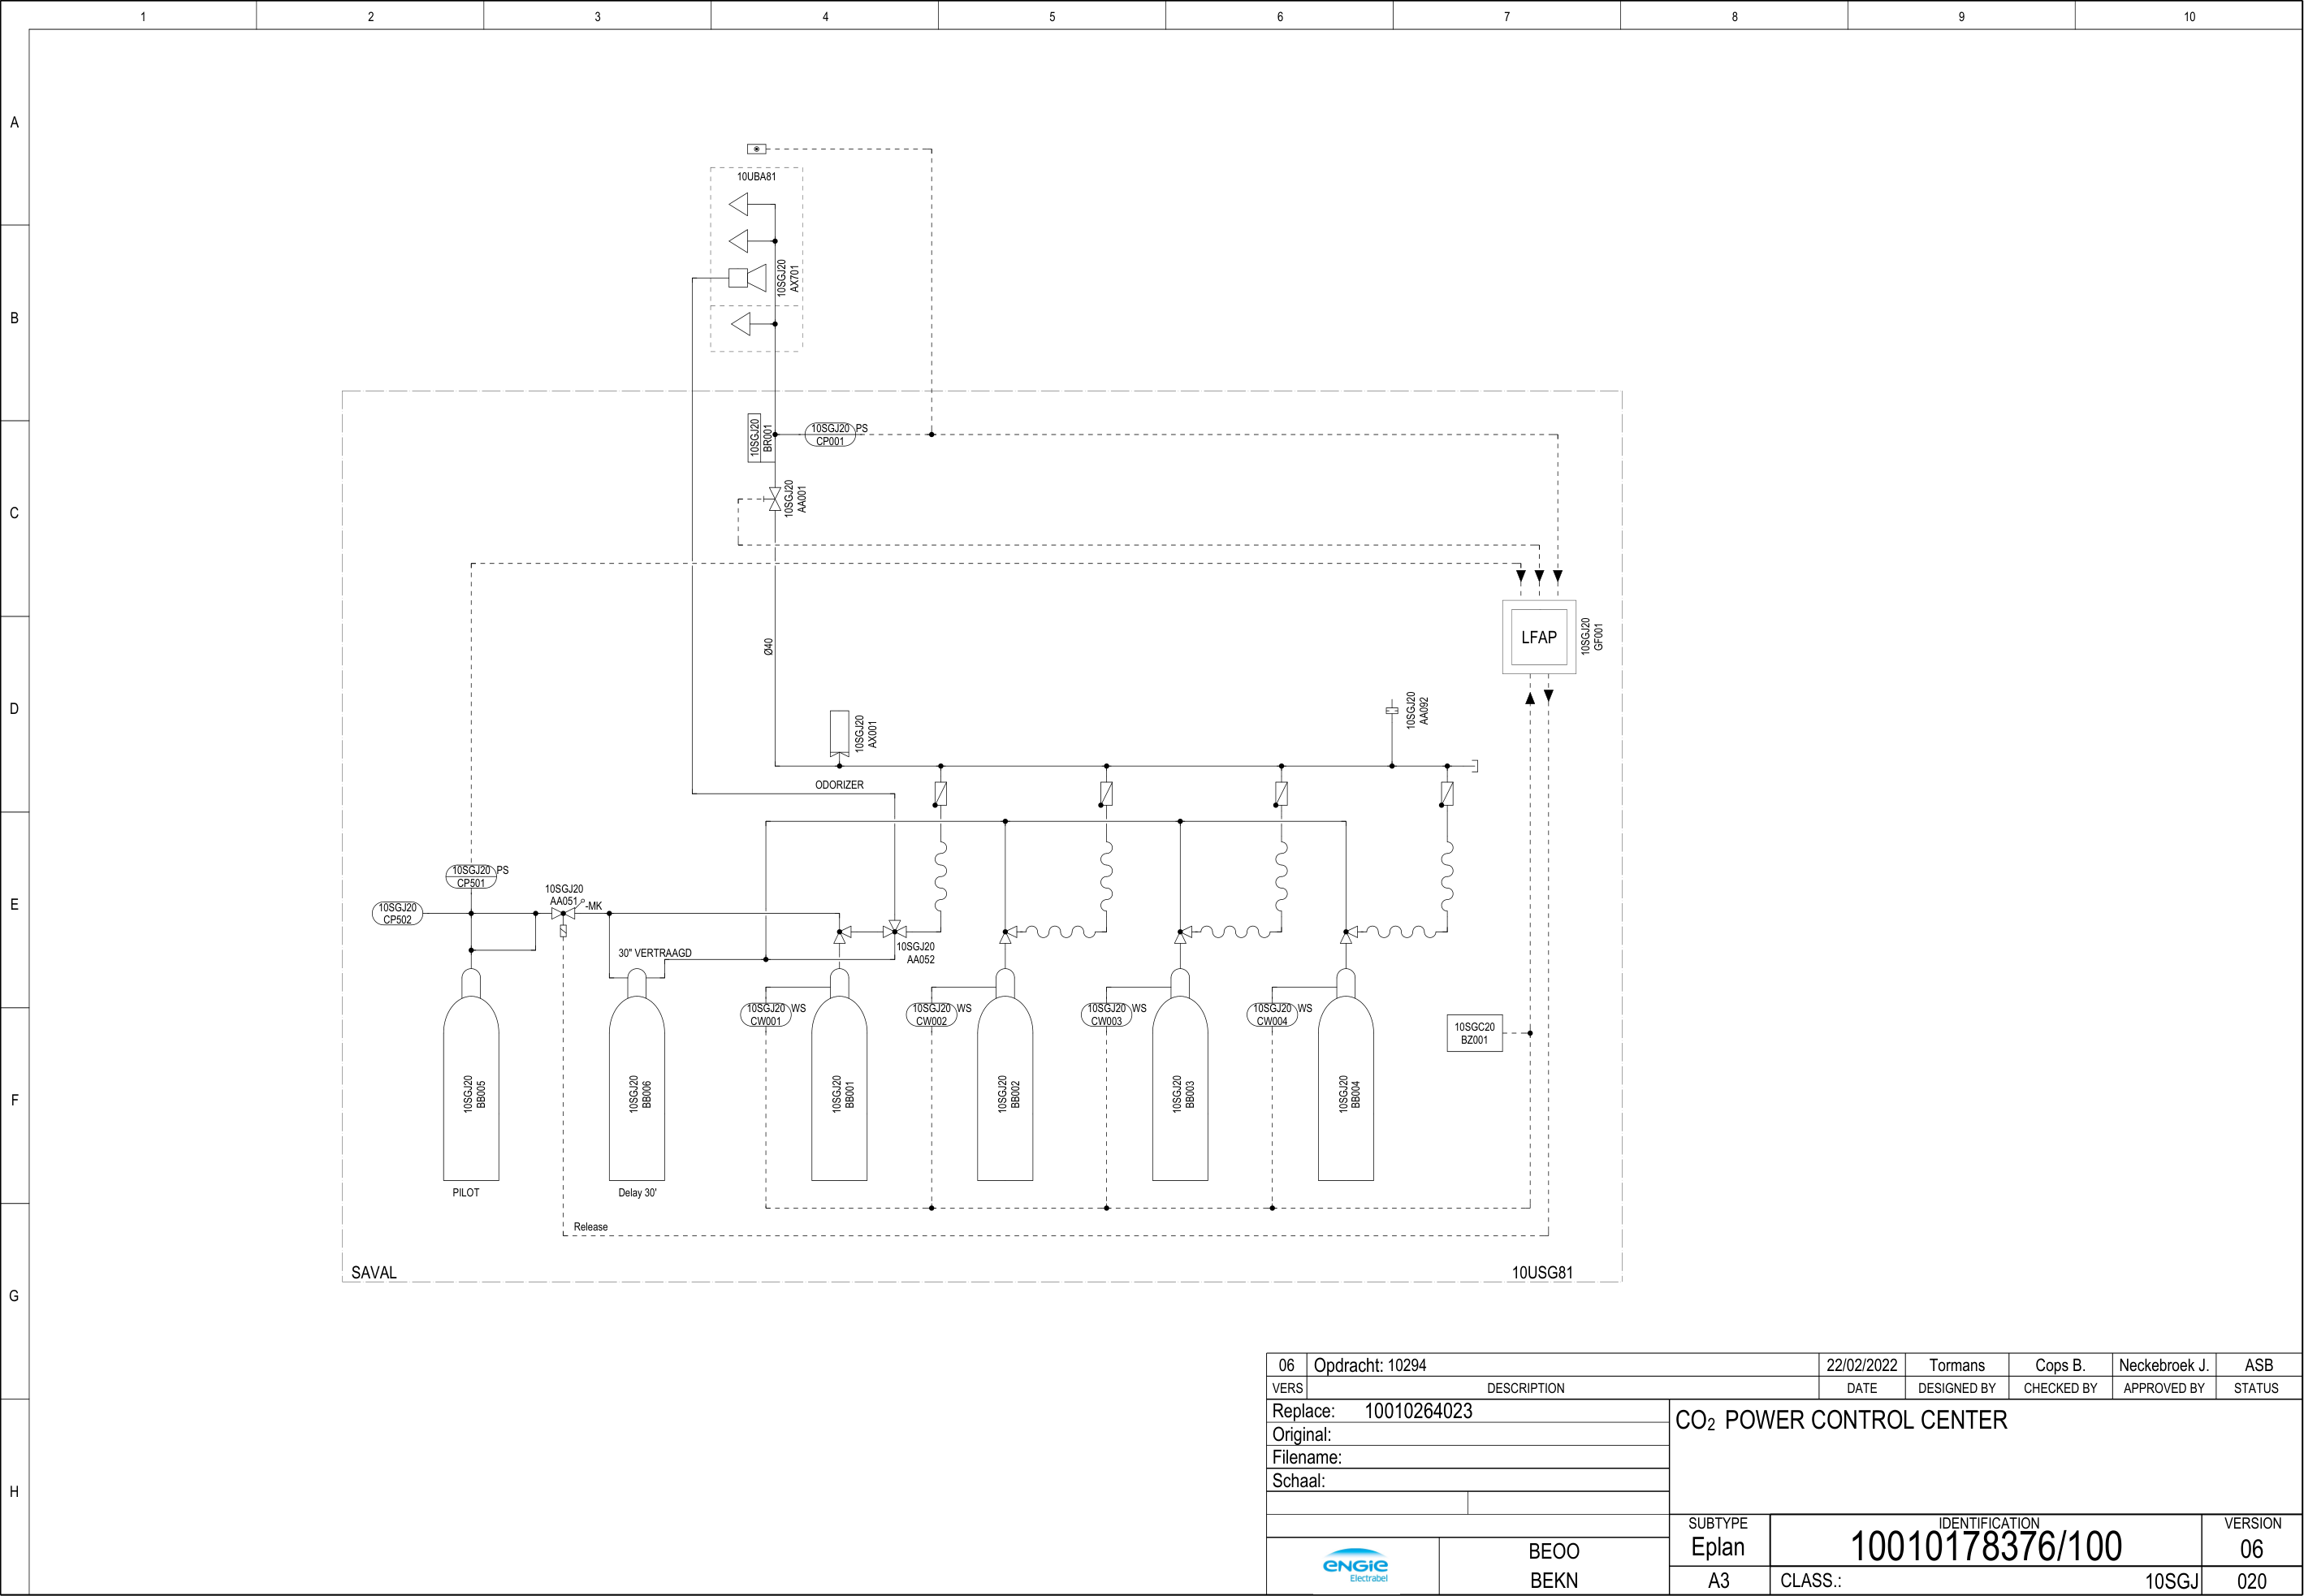 1 2 3 4 5 6 7 8 9 10
A
B
C
D
E
F
G
H
10UBA81
10SGJ20
AX701
10SGJ20
BR001
10SGJ20 PS
CP001
10SGJ20
AA001
Ø40
LFAP
10SGJ20
GF001
10SGJ20
AX001
10SGJ20
AA092
ODORIZER
10SGJ20 PS
CP501
10SGJ20
CP502
10SGJ20
AA051
-MK
30" VERTRAAGD
10SGJ20
AA052
10SGJ20 WS
CW001
10SGJ20 WS
CW002
10SGJ20 WS
CW003
10SGJ20 WS
CW004
10SGC20
BZ001
10SGJ20
BB005
10SGJ20
BB006
10SGJ20
BB001
10SGJ20
BB002
10SGJ20
BB003
10SGJ20
BB004
PILOT
Delay 30'
Release
SAVAL
10USG81
06 Opdracht: 10294 22/02/2022 Tormans Cops B. Neckebroek J. ASB
VERS DESCRIPTION DATE DESIGNED BY CHECKED BY APPROVED BY STATUS
Replace: 10010264023
Original:
Filename:
Schaal:
CO₂ POWER CONTROL CENTER
SUBTYPE
Eplan
IDENTIFICATION
10010178376/100
VERSION
06
ENGIE
Electrabel
BEOO
BEKN
A3
CLASS.: 10SGJ
020